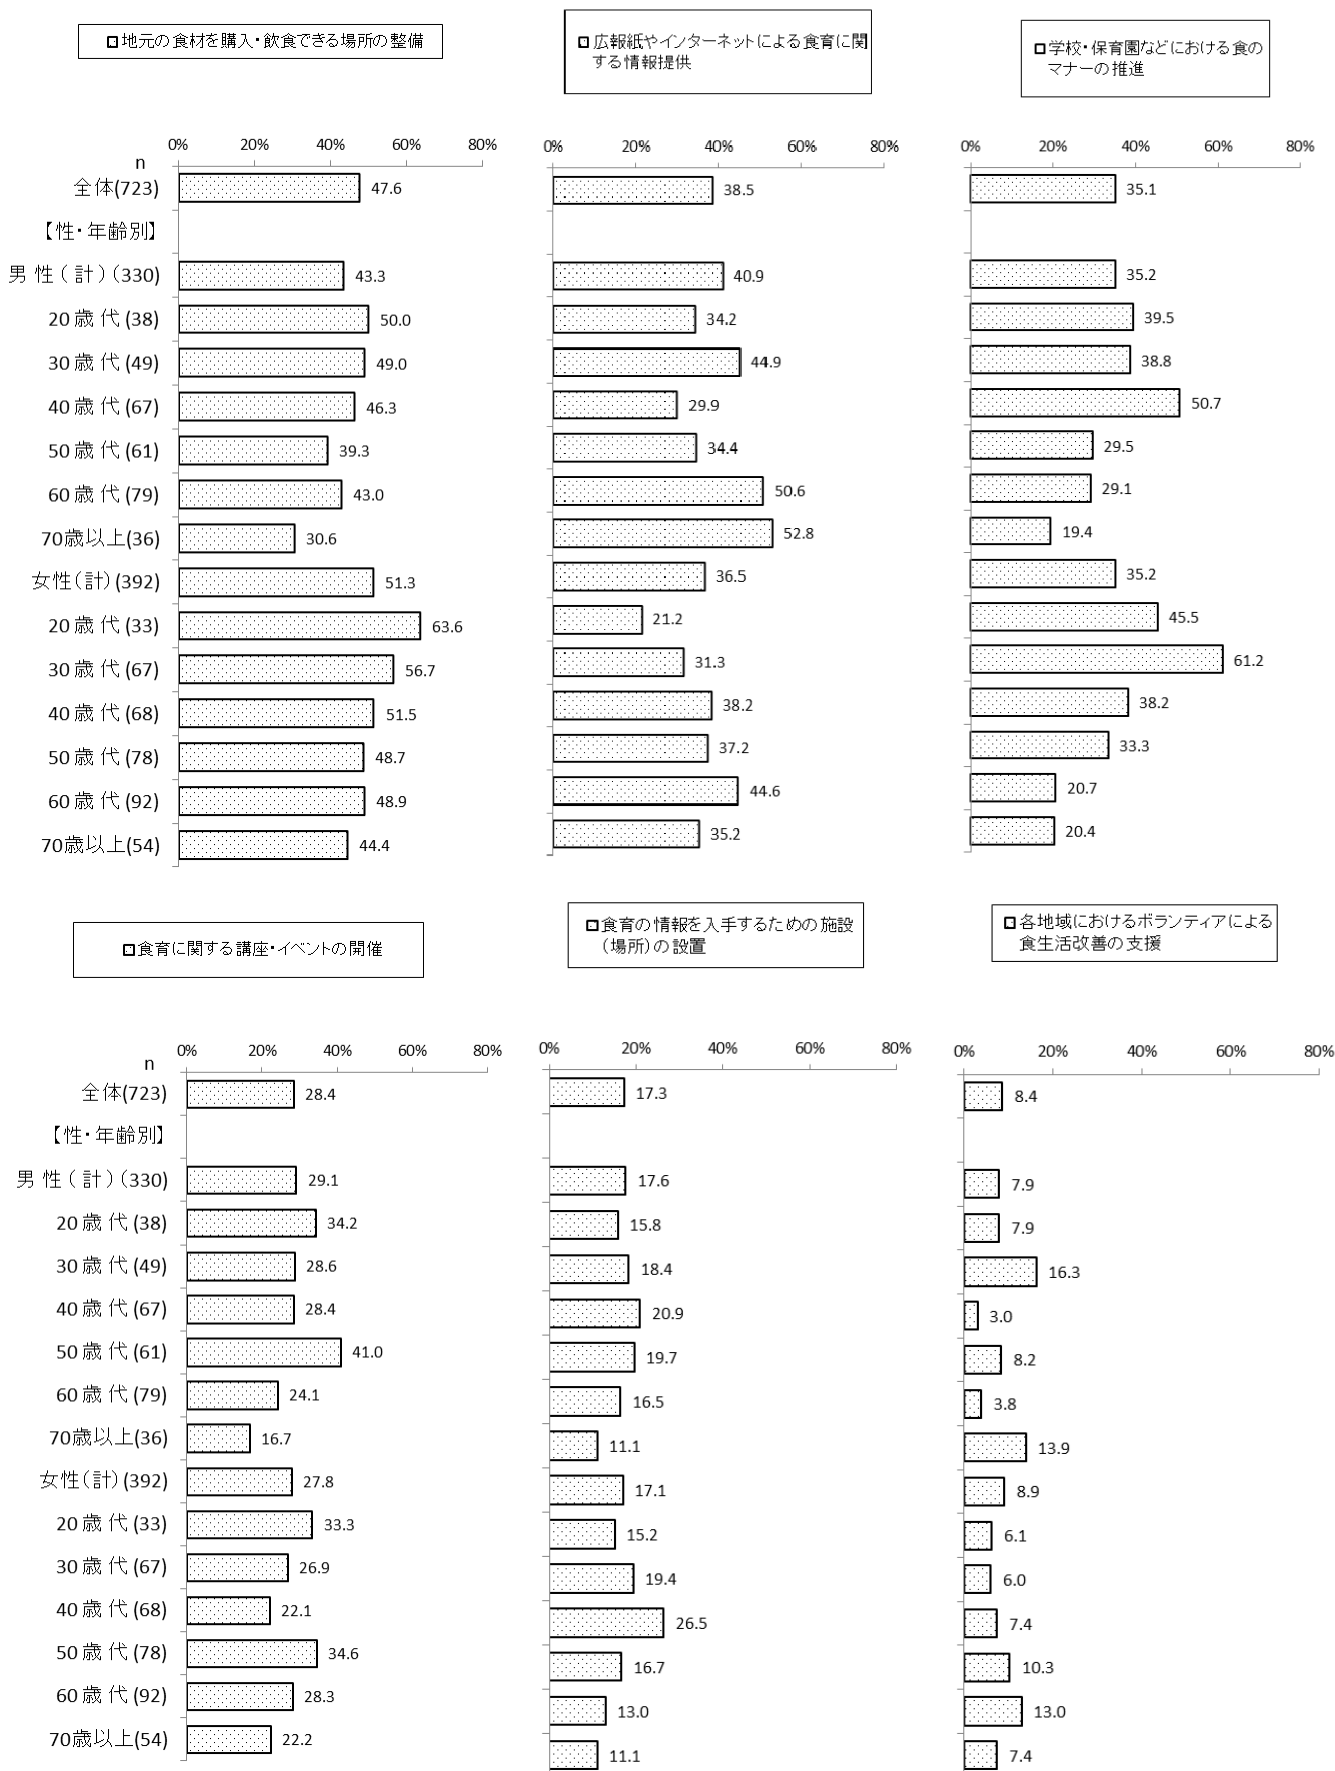 地元の食材を購入・飲食できる場所の整備
広報紙やインターネットによる食育に関
する情報提供
学校・保育園などにおける食の
マナーの推進
0% 20% 40% 60% 80%
0% 20% 40% 60% 80%
0% 20% 40% 60% 80%
n
全体(723) 47.6 38.5 35.1
【性・年齢別】
男性(計)(330) 43.3 40.9 35.2
20歳代(38) 50.0 34.2 39.5
30歳代(49) 49.0 44.9 38.8
40歳代(67) 46.3 29.9 50.7
50歳代(61) 39.3 34.4 29.5
60歳代(79) 43.0 50.6 29.1
70歳以上(36) 30.6 52.8 19.4
女性(計)(392) 51.3 36.5 35.2
20歳代(33) 63.6 21.2 45.5
30歳代(67) 56.7 31.3 61.2
40歳代(68) 51.5 38.2 38.2
50歳代(78) 48.7 37.2 33.3
60歳代(92) 48.9 44.6 20.7
70歳以上(54) 44.4 35.2 20.4
食育に関する講座・イベントの開催
食育の情報を入手するための施設
(場所)の設置
各地域におけるボランティアによる
食生活改善の支援
0% 20% 40% 60% 80%
0% 20% 40% 60% 80%
0% 20% 40% 60% 80%
n
全体(723) 28.4 17.3 8.4
【性・年齢別】
男性(計)(330) 29.1 17.6 7.9
20歳代(38) 34.2 15.8 7.9
30歳代(49) 28.6 18.4 16.3
40歳代(67) 28.4 20.9 3.0
50歳代(61) 41.0 19.7 8.2
60歳代(79) 24.1 16.5 3.8
70歳以上(36) 16.7 11.1 13.9
女性(計)(392) 27.8 17.1 8.9
20歳代(33) 33.3 15.2 6.1
30歳代(67) 26.9 19.4 6.0
40歳代(68) 22.1 26.5 7.4
50歳代(78) 34.6 16.7 10.3
60歳代(92) 28.3 13.0 13.0
70歳以上(54) 22.2 11.1 7.4